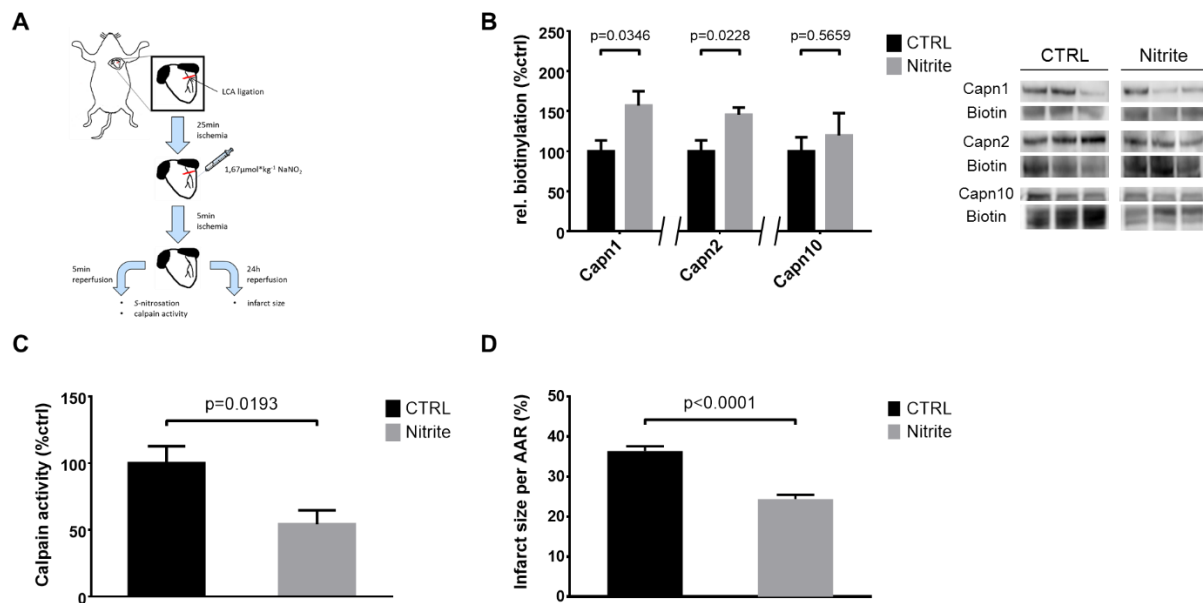 A
LCA ligation
25min
ischemia
1,67µmol*kg⁻¹ NaNO₂
5min
ischemia
5min
reperfusion
24h
reperfusion
• S-nitrosation
• calpain activity
• infarct size
B
rel. biotinylation (%ctrl)
250
200
150
100
50
0
p=0.0346
p=0.0228
p=0.5659
Capn1
Capn2
Capn10
CTRL
Nitrite
CTRL
Nitrite
Capn1
Biotin
Capn2
Biotin
Capn10
Biotin
C
Calpain activity (%ctrl)
150
100
50
0
p=0.0193
CTRL
Nitrite
D
Infarct size per AAR (%)
50
40
30
20
10
0
p<0.0001
CTRL
Nitrite